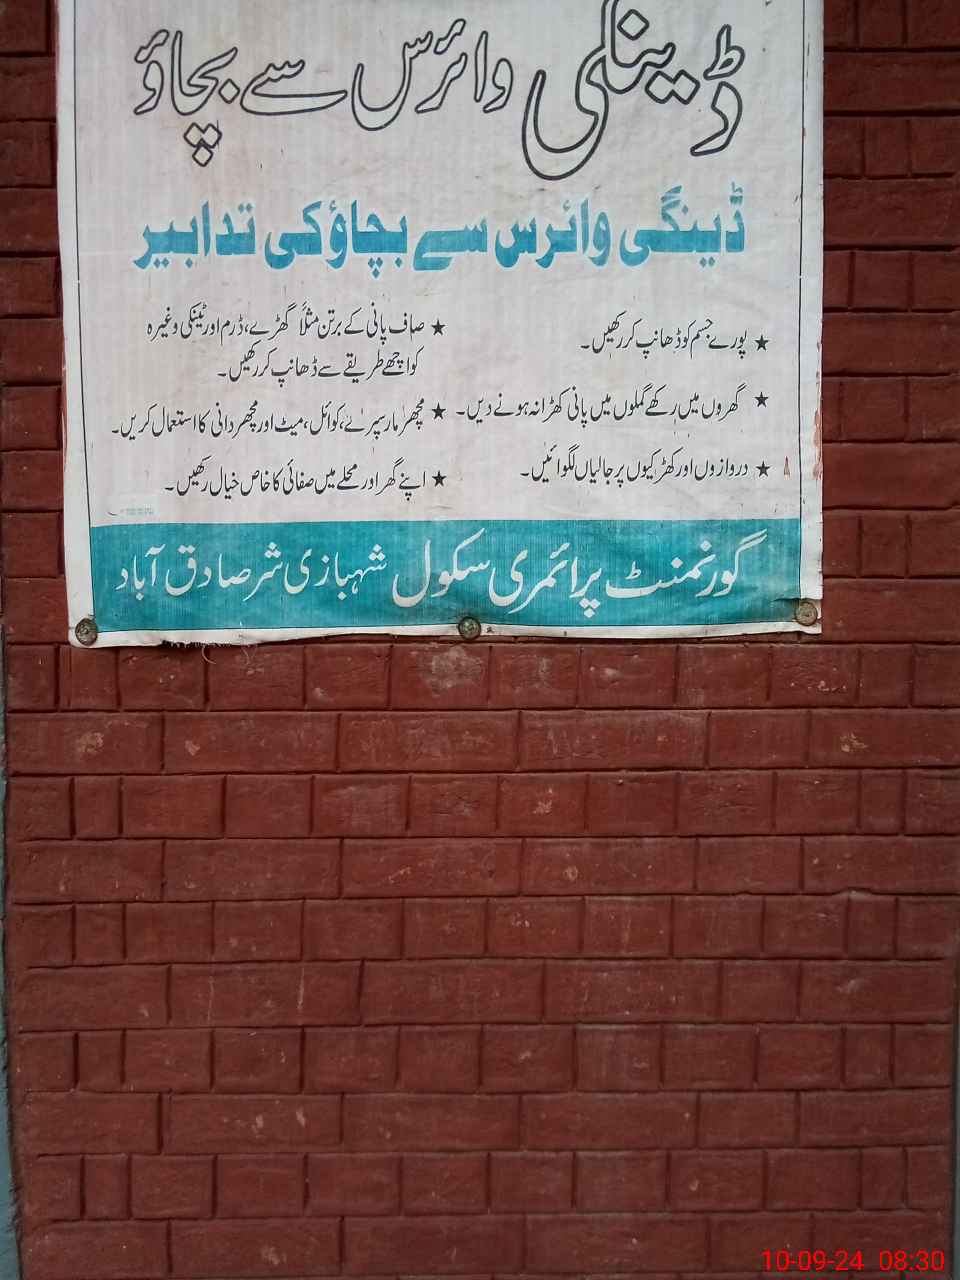 ڈینگی وائرس سے بچاؤ
ڈینگی وائرس سے بچاؤ کی تدابیر
★ پورے جسم کو ڈھانپ کر رکھیں۔
★ گھروں میں رکھے گملوں میں پانی کھڑا نہ ہونے دیں۔
★ دروازوں اور کھڑکیوں پر جالیاں لگوائیں۔
★ صاف پانی کے برتن مثلاً گھڑے، ڈرم اور ٹینکی وغیرہ
کو اچھے طریقے سے ڈھانپ کر رکھیں۔
★ مچھر مار سپرے، کوائل، میٹ اور مچھر دانی کا استعمال کریں۔
★ اپنے گھر اور محلے میں صفائی کا خاص خیال رکھیں۔
گورنمنٹ پرائمری سکول شہبازی شر صادق آباد
10-09-24 08:30